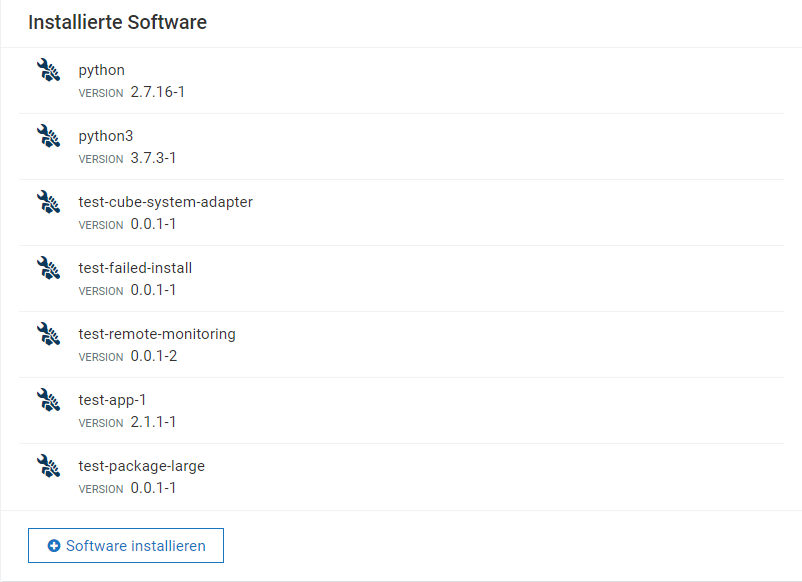 Installierte Software
python
VERSION 2.7.16-1
python3
VERSION 3.7.3-1
test-cube-system-adapter
VERSION 0.0.1-1
test-failed-install
VERSION 0.0.1-1
test-remote-monitoring
VERSION 0.0.1-2
test-app-1
VERSION 2.1.1-1
test-package-large
VERSION 0.0.1-1
Software installieren